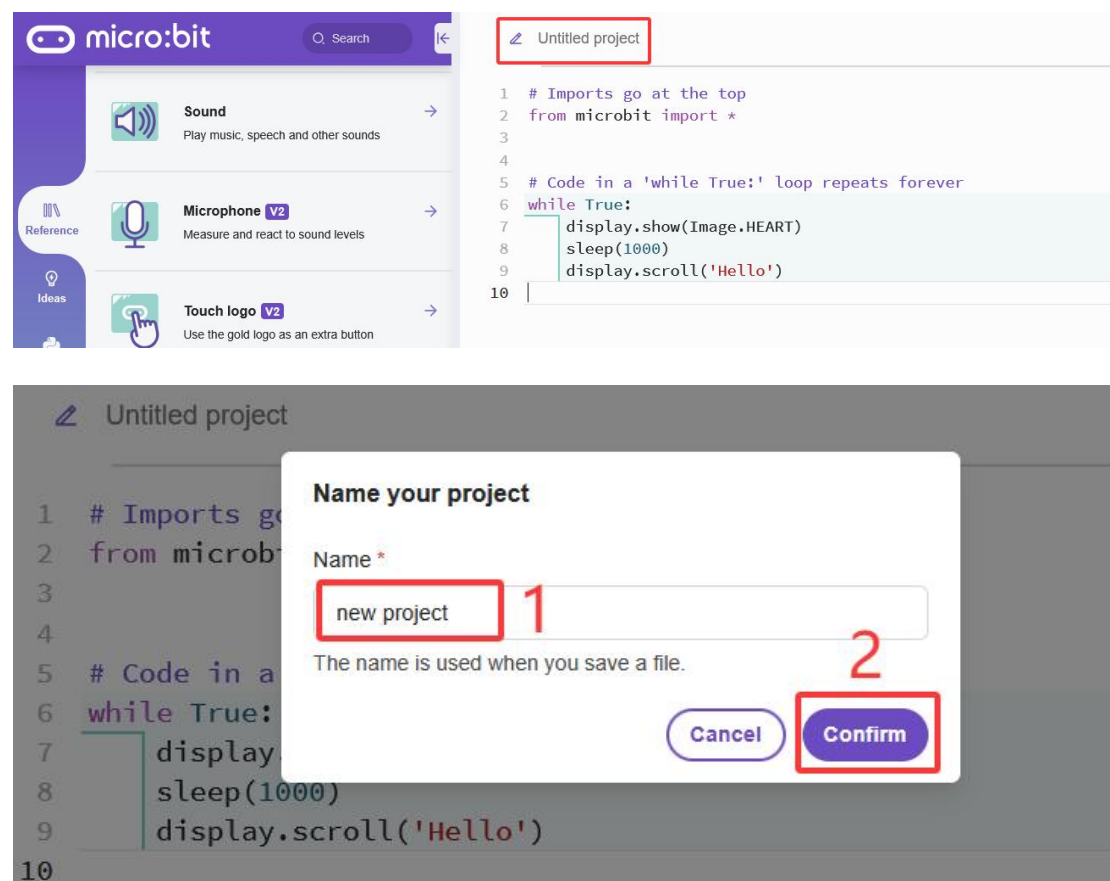 micro:bit
Search
Untitled project
Sound
Play music, speech and other sounds
Microphone V2
Measure and react to sound levels
Reference
Ideas
Touch logo V2
Use the gold logo as an extra button
1 # Imports go at the top
2 from microbit import *
3
4
5 # Code in a 'while True:' loop repeats forever
6 while True:
7 display.show(Image.HEART)
8 sleep(1000)
9 display.scroll('Hello')
10
Untitled project
Name your project
1 # Imports go
2 from microb
Name *
3
new project 1
4
The name is used when you save a file.
2
5 # Code in a
6 while True:
Cancel
Confirm
7 display.
8 sleep(1000)
9 display.scroll('Hello')
10